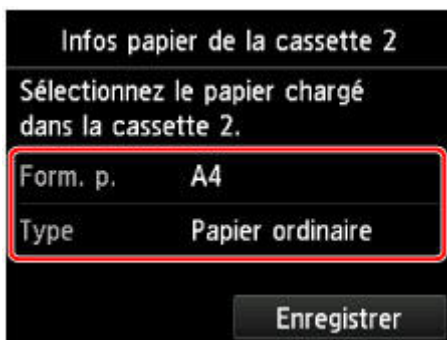 Infos papier de la cassette 2
Sélectionnez le papier chargé
dans la cassette 2.
Form. p. A4
Type Papier ordinaire
Enregistrer